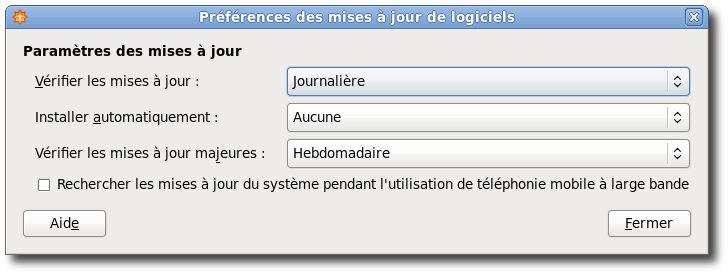 Préférences des mises à jour de logiciels
Paramètres des mises à jour
Vérifier les mises à jour :
Journalière
Installer automatiquement :
Aucune
Vérifier les mises à jour majeures :
Hebdomadaire
Rechercher les mises à jour du système pendant l'utilisation de téléphonie mobile à large bande
Aide
Fermer